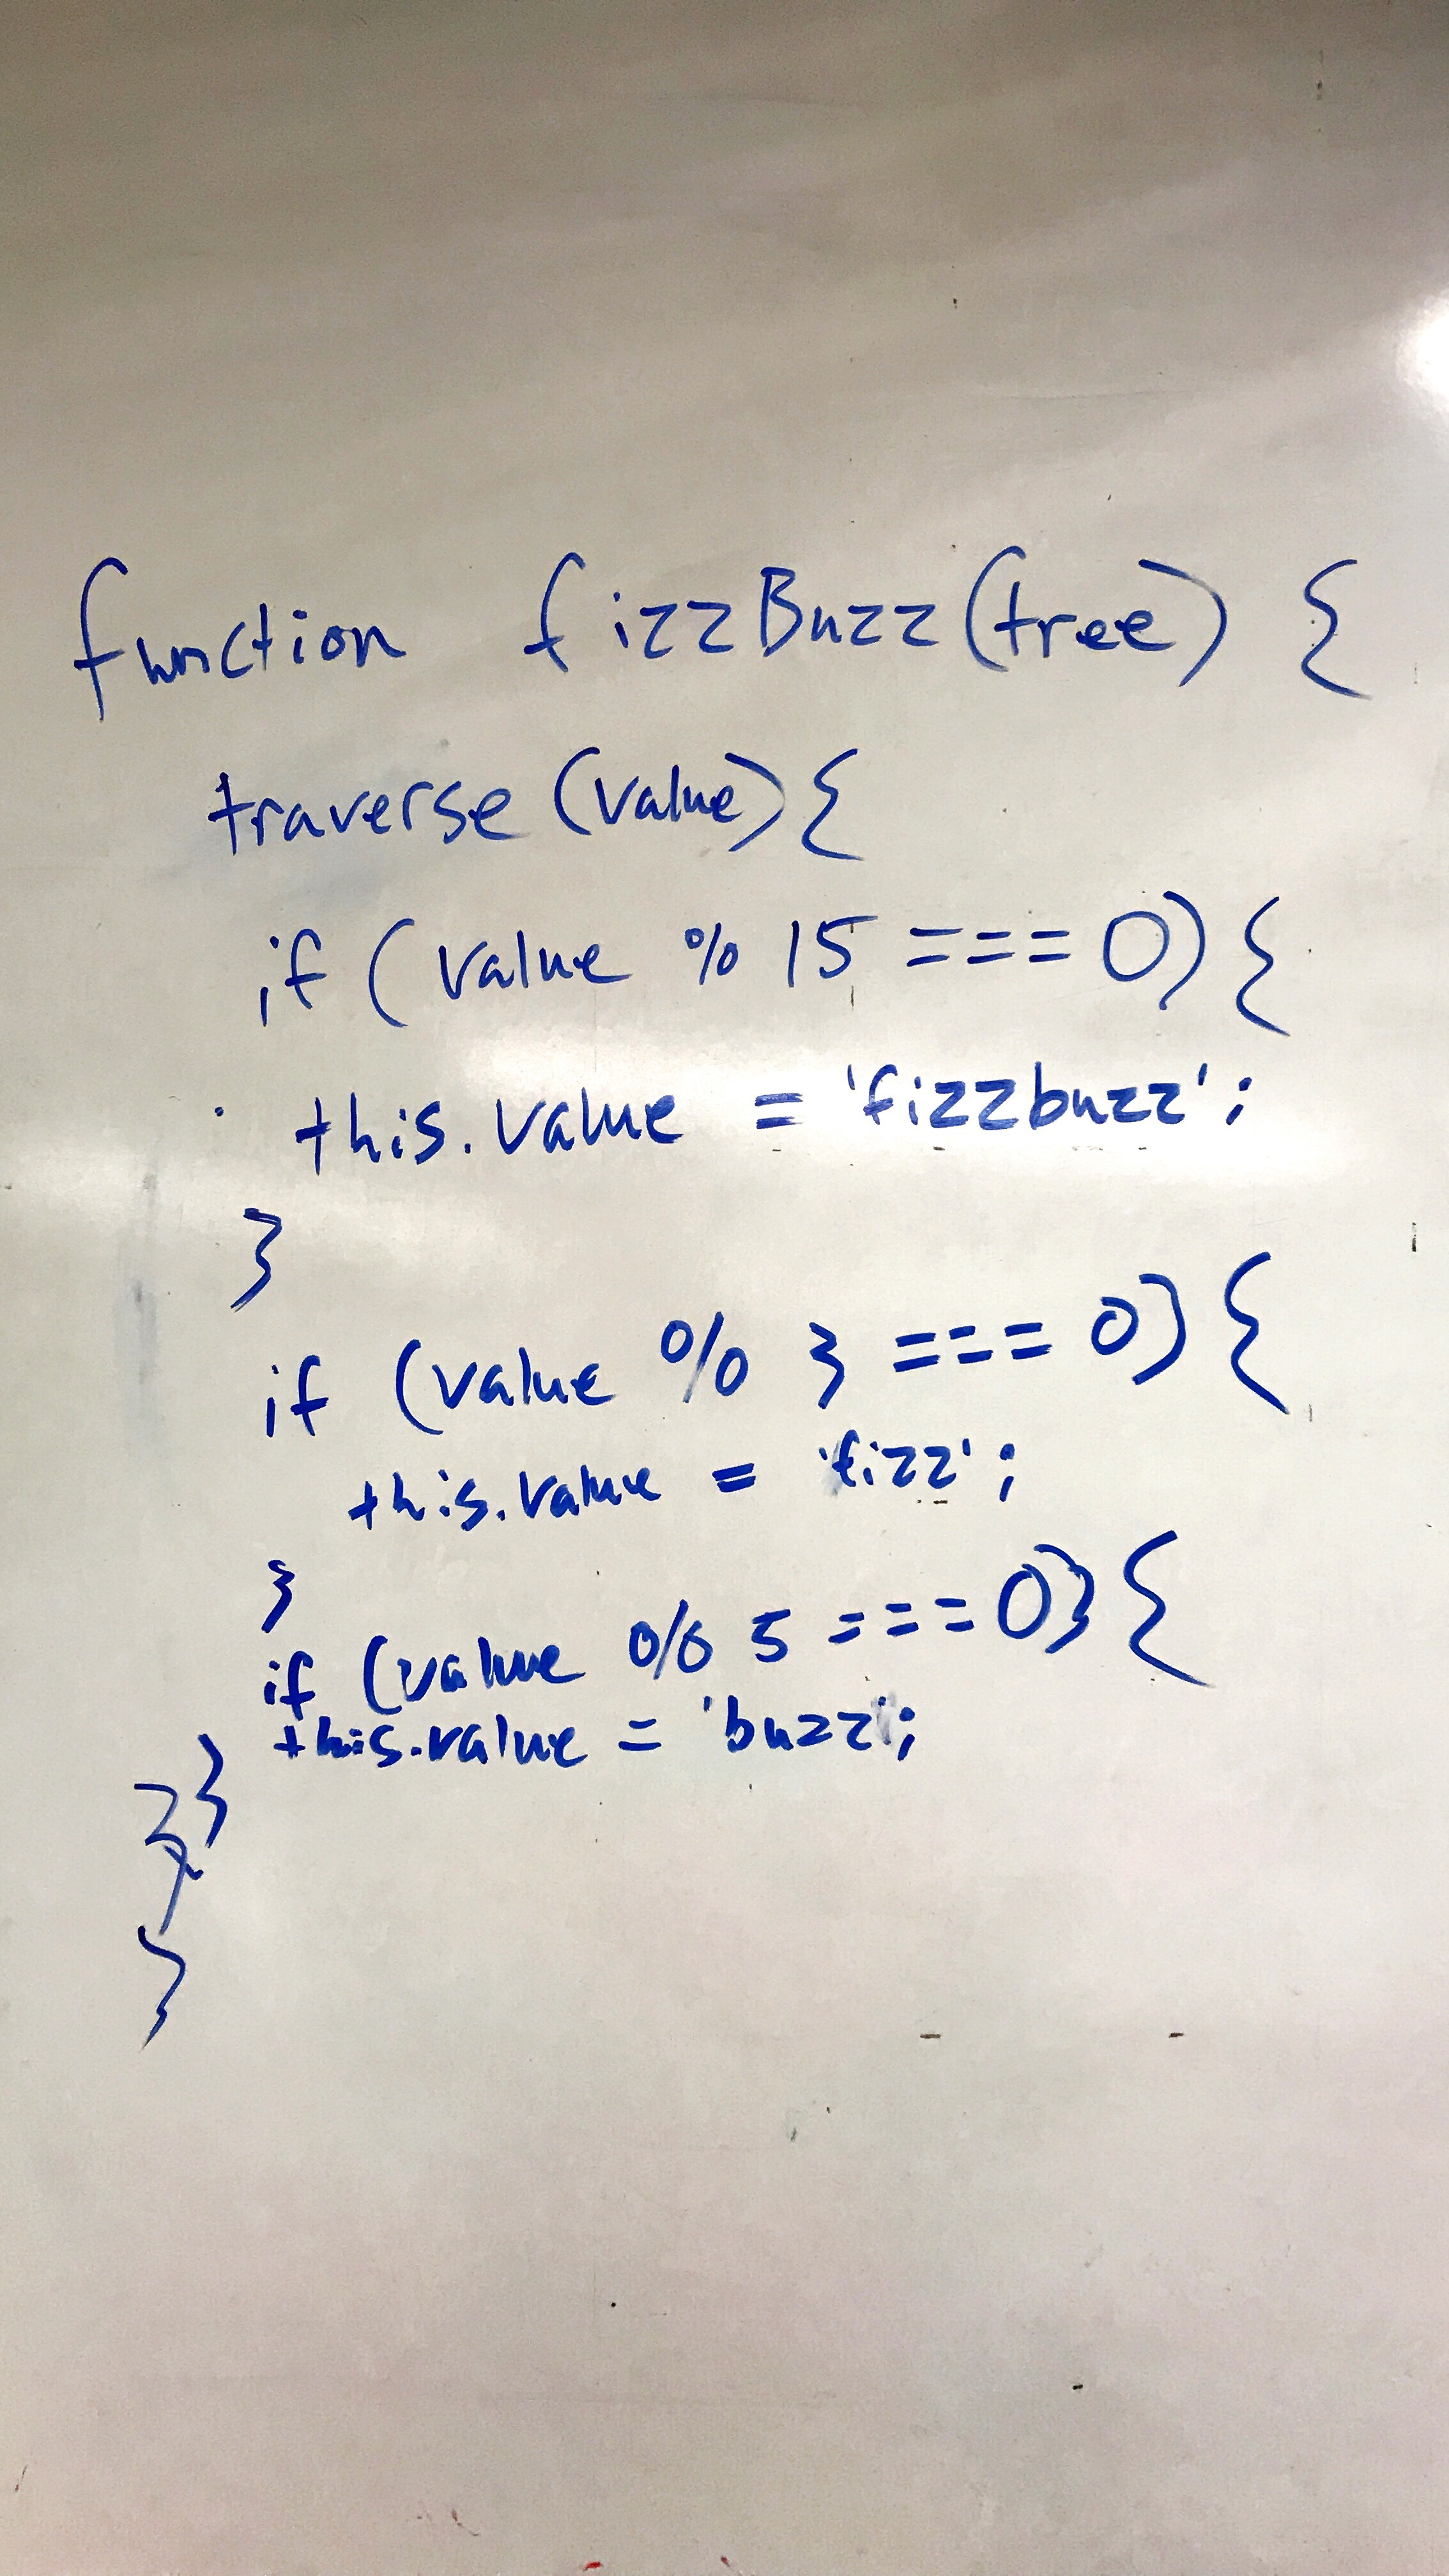 function fizzBuzz(tree) {
traverse (value) {
if ( value % 15 === 0) {
this.value = 'fizzbuzz';
}
if (value % 3 === 0) {
this.value = 'fizz';
}
if (value % 5 === 0) {
this.value = 'buzz';
}
}
}